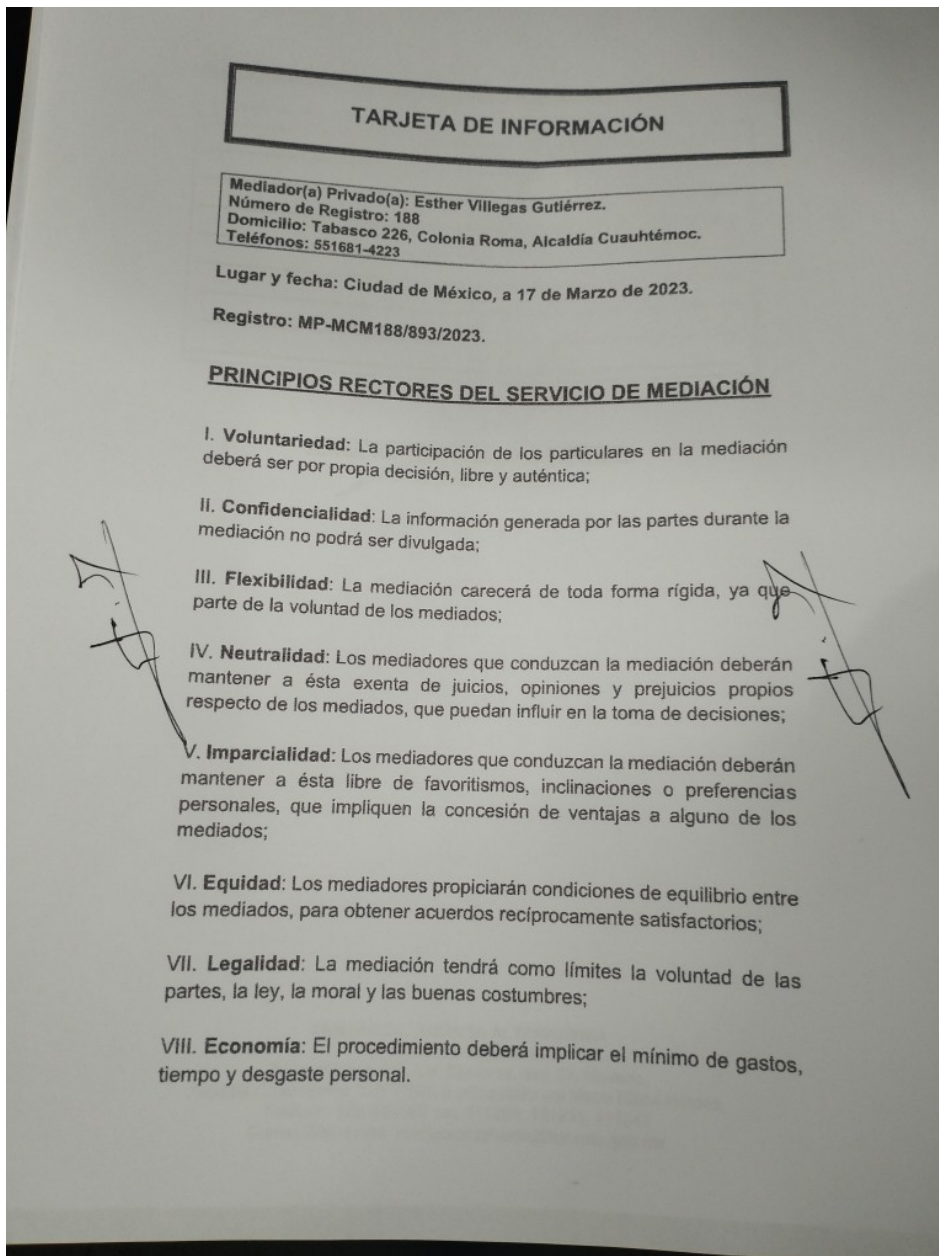 TARJETA DE INFORMACIÓN
Mediador(a) Privado(a): Esther Villegas Gutiérrez.
Número de Registro: 188
Domicilio: Tabasco 226, Colonia Roma, Alcaldía Cuauhtémoc.
Teléfonos: 551681-4223
Lugar y fecha: Ciudad de México, a 17 de Marzo de 2023.
Registro: MP-MCM188/893/2023.
PRINCIPIOS RECTORES DEL SERVICIO DE MEDIACIÓN
I. Voluntariedad: La participación de los particulares en la mediación
deberá ser por propia decisión, libre y auténtica;
II. Confidencialidad: La información generada por las partes durante la
mediación no podrá ser divulgada;
III. Flexibilidad: La mediación carecerá de toda forma rígida, ya que
parte de la voluntad de los mediados;
IV. Neutralidad: Los mediadores que conduzcan la mediación deberán
mantener a ésta exenta de juicios, opiniones y prejuicios propios
respecto de los mediados, que puedan influir en la toma de decisiones;
V. Imparcialidad: Los mediadores que conduzcan la mediación deberán
mantener a ésta libre de favoritismos, inclinaciones o preferencias
personales, que impliquen la concesión de ventajas a alguno de los
mediados;
VI. Equidad: Los mediadores propiciarán condiciones de equilibrio entre
los mediados, para obtener acuerdos recíprocamente satisfactorios;
VII. Legalidad: La mediación tendrá como límites la voluntad de las
partes, la ley, la moral y las buenas costumbres;
VIII. Economía: El procedimiento deberá implicar el mínimo de gastos,
tiempo y desgaste personal.